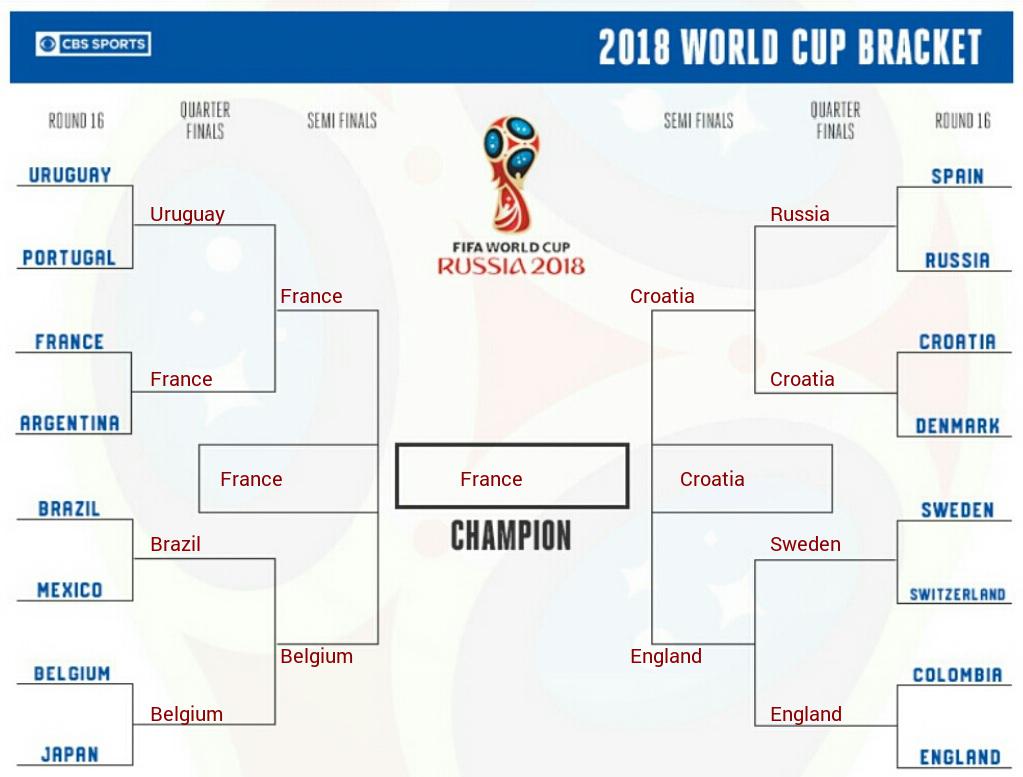 CBS SPORTS
2018 WORLD CUP BRACKET
ROUND 16
QUARTER
FINALS
SEMI FINALS
SEMI FINALS
QUARTER
FINALS
ROUND 16
URUGUAY
PORTUGAL
FRANCE
ARGENTINA
BRAZIL
MEXICO
BELGIUM
JAPAN
Uruguay
France
Brazil
Belgium
France
Belgium
France
FIFA WORLD CUP
RUSSIA 2018
France
CHAMPION
Croatia
Croatia
England
Russia
Croatia
Sweden
England
SPAIN
RUSSIA
CROATIA
DENMARK
SWEDEN
SWITZERLAND
COLOMBIA
ENGLAND